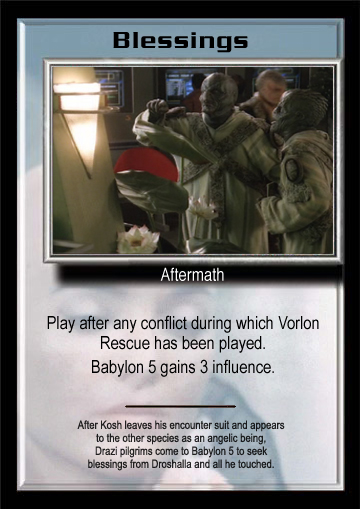 Blessings
Aftermath
Play after any conflict during which Vorlon
Rescue has been played.
Babylon 5 gains 3 influence.
After Kosh leaves his encounter suit and appears
to the other species as an angelic being,
Drazi pilgrims come to Babylon 5 to seek
blessings from Droshalla and all he touched.